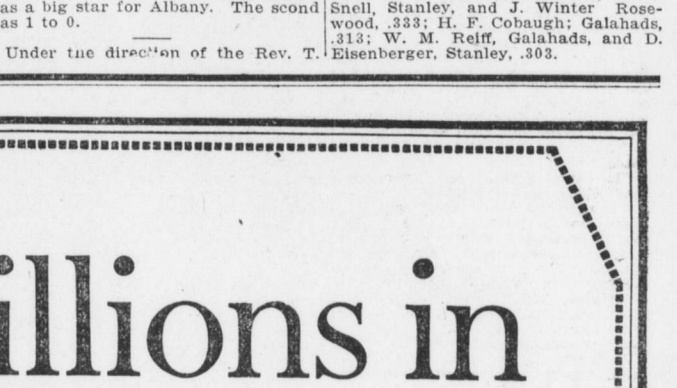 as a big star for Albany. The second
as 1 to 0.
Under the direction of the Rev. T.
Snell, Stanley, and J. Winter Rose-
wood, .333; H. F. Cobaugh; Galahads,
.313; W. M. Reiff, Galahads, and D.
Eisenberger, Stanley, .303.
illions in